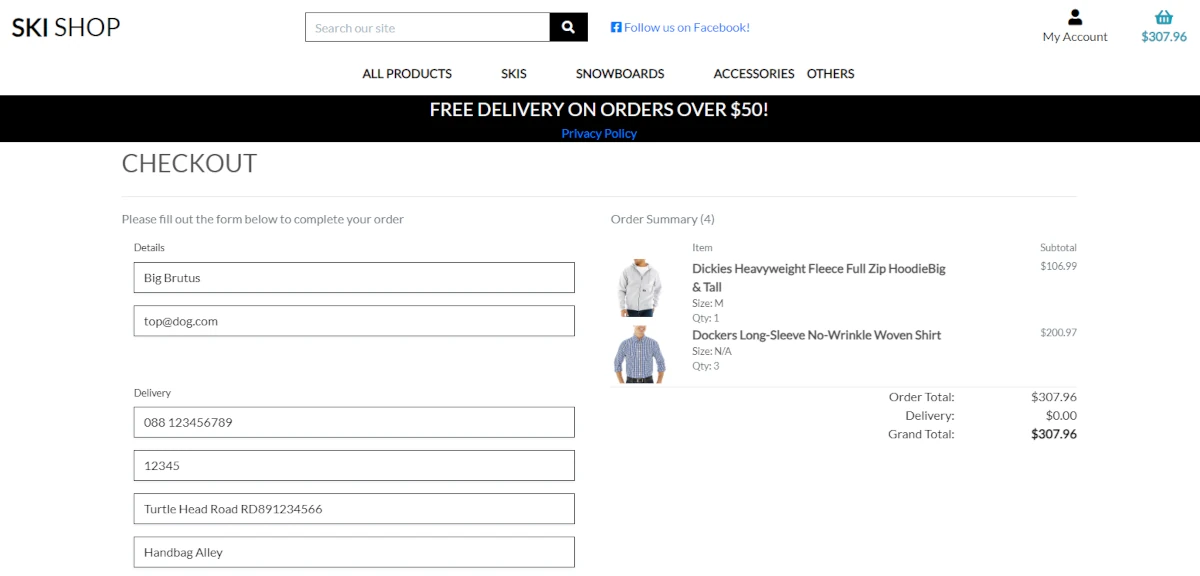 SKI SHOP
Search our site
Follow us on Facebook!
My Account
$307.96
ALL PRODUCTS SKIS SNOWBOARDS ACCESSORIES OTHERS
FREE DELIVERY ON ORDERS OVER $50!
Privacy Policy
CHECKOUT
Please fill out the form below to complete your order
Details
Big Brutus
top@dog.com
Delivery
088 123456789
12345
Turtle Head Road RD891234566
Handbag Alley
Order Summary (4)
Item Subtotal
Dickies Heavyweight Fleece Full Zip HoodieBig $106.99
& Tall
Size: M
Qty: 1
Dockers Long-Sleeve No-Wrinkle Woven Shirt $200.97
Size: N/A
Qty: 3
Order Total: $307.96
Delivery: $0.00
Grand Total: $307.96